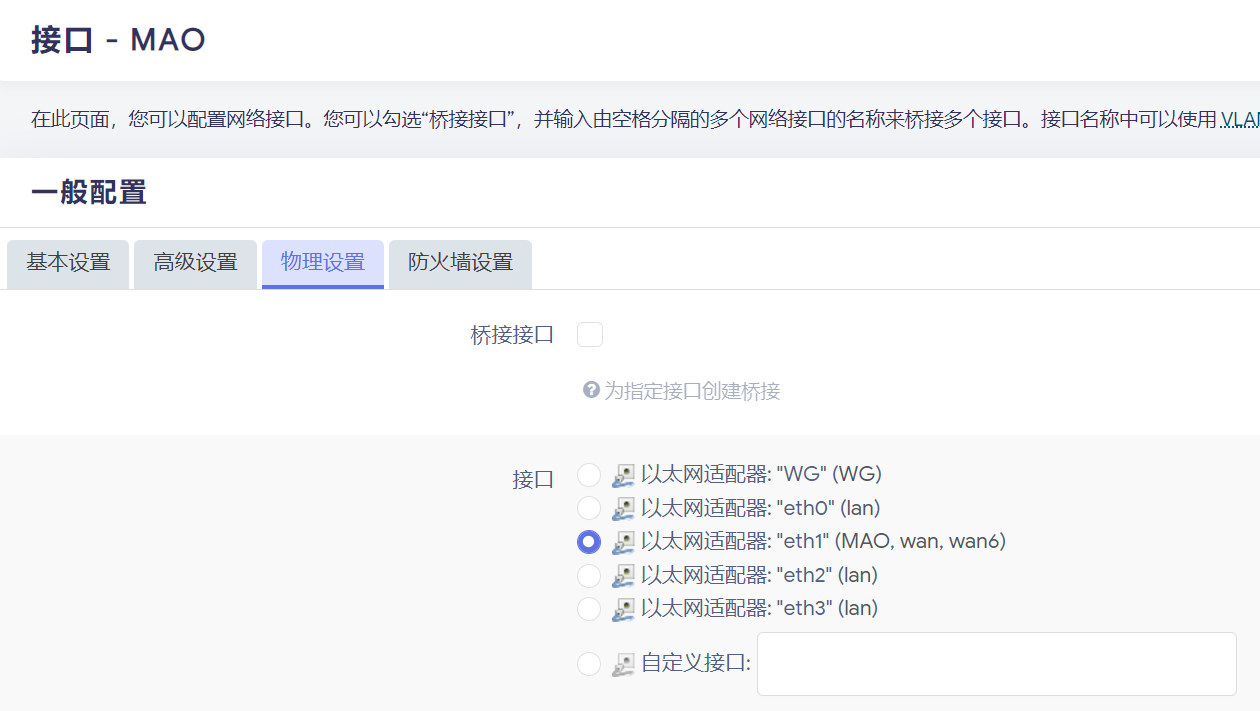 接口 - MAO
在此页面，您可以配置网络接口。您可以勾选“桥接接口”，并输入由空格分隔的多个网络接口的名称来桥接多个接口。接口名称中可以使用 VLAN
一般配置
基本设置 高级设置 物理设置 防火墙设置
桥接接口
为指定接口创建桥接
接口
以太网适配器: "WG" (WG)
以太网适配器: "eth0" (lan)
以太网适配器: "eth1" (MAO, wan, wan6)
以太网适配器: "eth2" (lan)
以太网适配器: "eth3" (lan)
自定义接口: